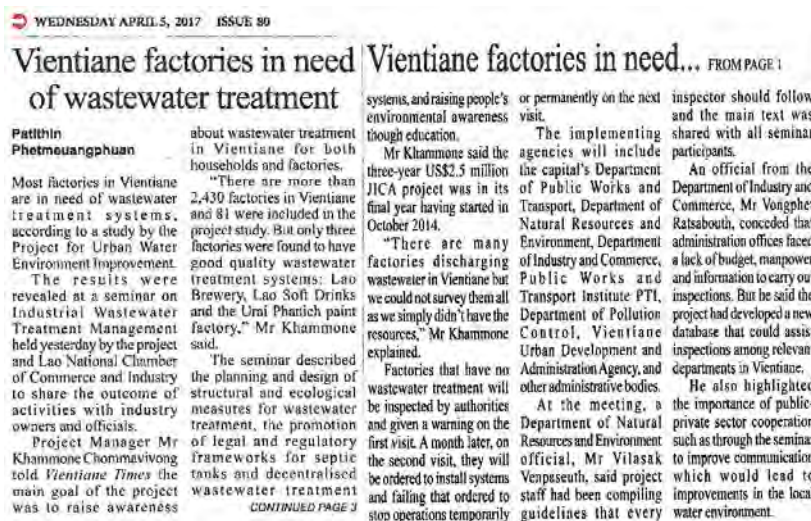 WEDNESDAY APRIL 5, 2017 ISSUE 80
Vientiane factories in need
of wastewater treatment
Patithin
Phetmeuangphuan
Most factories in Vientiane
are in need of wastewater
treatment systems,
according to a study by the
Project for Urban Water
Environment Improvement.
The results were
revealed at a seminar on
Industrial Wastewater
Treatment Management
held yesterday by the project
and Lao National Chamber
of Commerce and Industry
to share the outcome of
activities with industry
owners and officials.
Project Manager Mr
Khammone Chommavivong
told Vientiane Times the
main goal of the project
was to raise awareness
about wastewater treatment
in Vientiane for both
households and factories.
"There are more than
2,430 factories in Vientiane
and 81 were included in the
project study. But only three
factories were found to have
good quality wastewater
treatment systems: Lao
Brewery, Lao Soft Drinks
and the Umi Phanich paint
factory," Mr Khammone
said.
The seminar described
the planning and design of
structural and ecological
measures for wastewater
treatment, the promotion
of legal and regulatory
frameworks for septic
tanks and decentralised
wastewater treatment
CONTINUED PAGE 3
Vientiane factories in need... FROM PAGE 1
systems, and raising people's
environmental awareness
though education.
Mr Khammone said the
three-year US$2.5 million
JICA project was in its
final year having started in
October 2014.
"There are many
factories discharging
wastewater in Vientiane but
we could not survey them all
as we simply didn't have the
resources," Mr Khammone
explained.
Factories that have no
wastewater treatment will
be inspected by authorities
and given a warning on the
first visit. A month later, on
the second visit, they will
be ordered to install systems
and failing that ordered to
stop operations temporarily
or permanently on the next
visit.
The implementing
agencies will include
the capital's Department
of Public Works and
Transport, Department of
Natural Resources and
Environment, Department
of Industry and Commerce,
Public Works and
Transport Institute PTI,
Department of Pollution
Control, Vientiane
Urban Development and
Administration Agency, and
other administrative bodies.
At the meeting, a
Department of Natural
Resources and Environment
official, Mr Vilasak
Venpaseuth, said project
staff had been compiling
guidelines that every
inspector should follow
and the main text was
shared with all seminar
participants.
An official from the
Department of Industry and
Commerce, Mr Vongphet
Ratsabouth, conceded that
administration offices faced
a lack of budget, manpower
and information to carry out
inspections. But he said the
project had developed a new
database that could assist
inspections among relevant
departments in Vientiane.
He also highlighted
the importance of public-
private sector cooperation
such as through the seminar
to improve communication
which would lead to
improvements in the local
water environment.